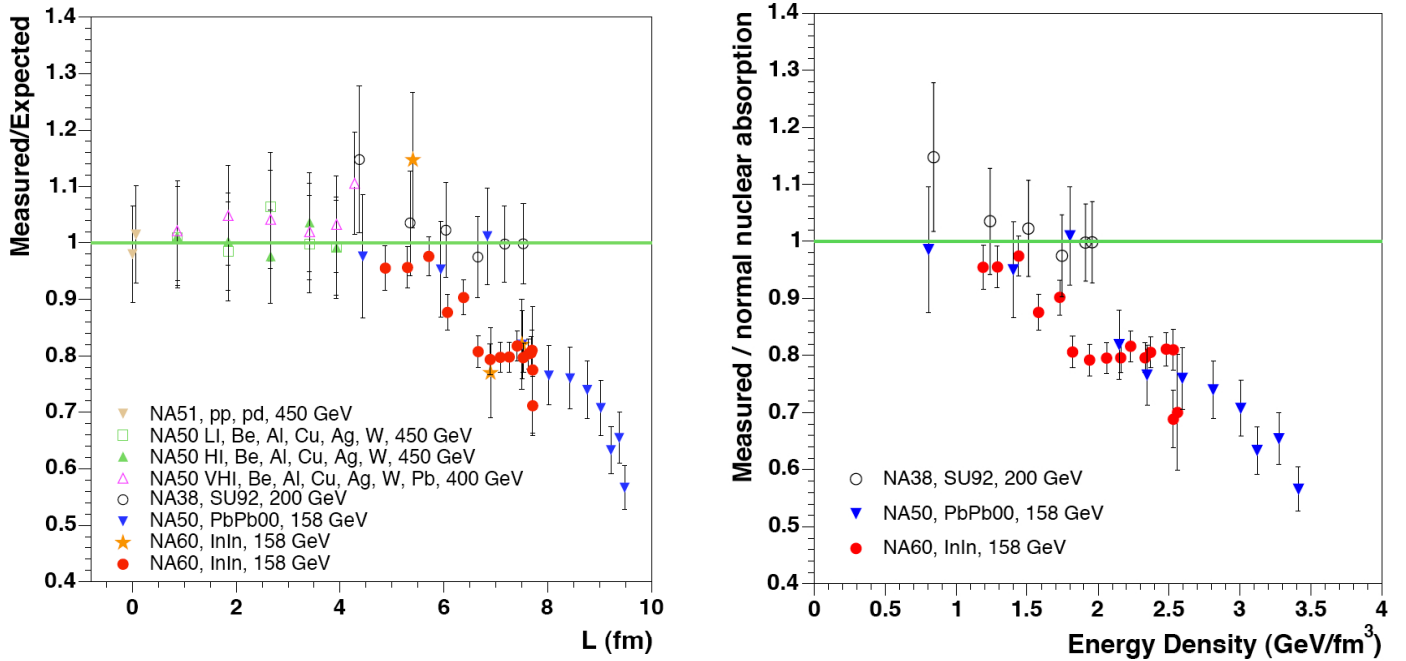 Measured/Expected
1.4
1.3
1.2
1.1
1
0.9
0.8
0.7
0.6
0.5
0.4
NA51, pp, pd, 450 GeV
NA50 LI, Be, Al, Cu, Ag, W, 450 GeV
NA50 HI, Be, Al, Cu, Ag, W, 450 GeV
NA50 VHI, Be, Al, Cu, Ag, W, Pb, 400 GeV
NA38, SU92, 200 GeV
NA50, PbPb00, 158 GeV
NA60, InIn, 158 GeV
NA60, InIn, 158 GeV
0 2 4 6 8 10
L (fm)
Measured / normal nuclear absorption
1.4
1.3
1.2
1.1
1
0.9
0.8
0.7
0.6
0.5
0.4
NA38, SU92, 200 GeV
NA50, PbPb00, 158 GeV
NA60, InIn, 158 GeV
0 0.5 1 1.5 2 2.5 3 3.5 4
Energy Density (GeV/fm³)